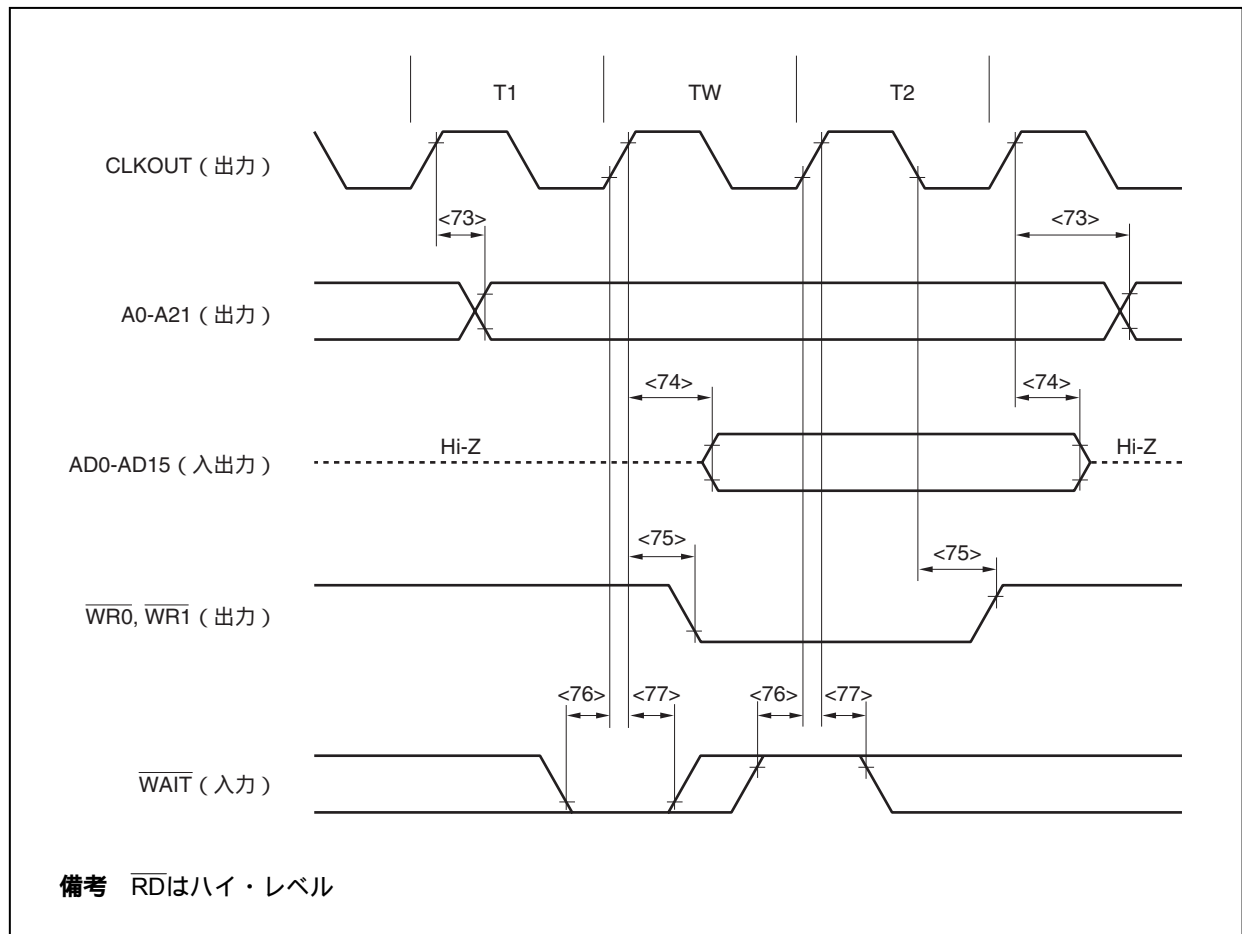 T1 TW T2
CLKOUT（出力）
<73> <73>
A0-A21（出力）
<74> <74>
Hi-Z Hi-Z
AD0-AD15（入出力）
<75> <75>
WR0, WR1（出力）
<76> <77> <76> <77>
WAIT（入力）
備考 RDはハイ・レベル